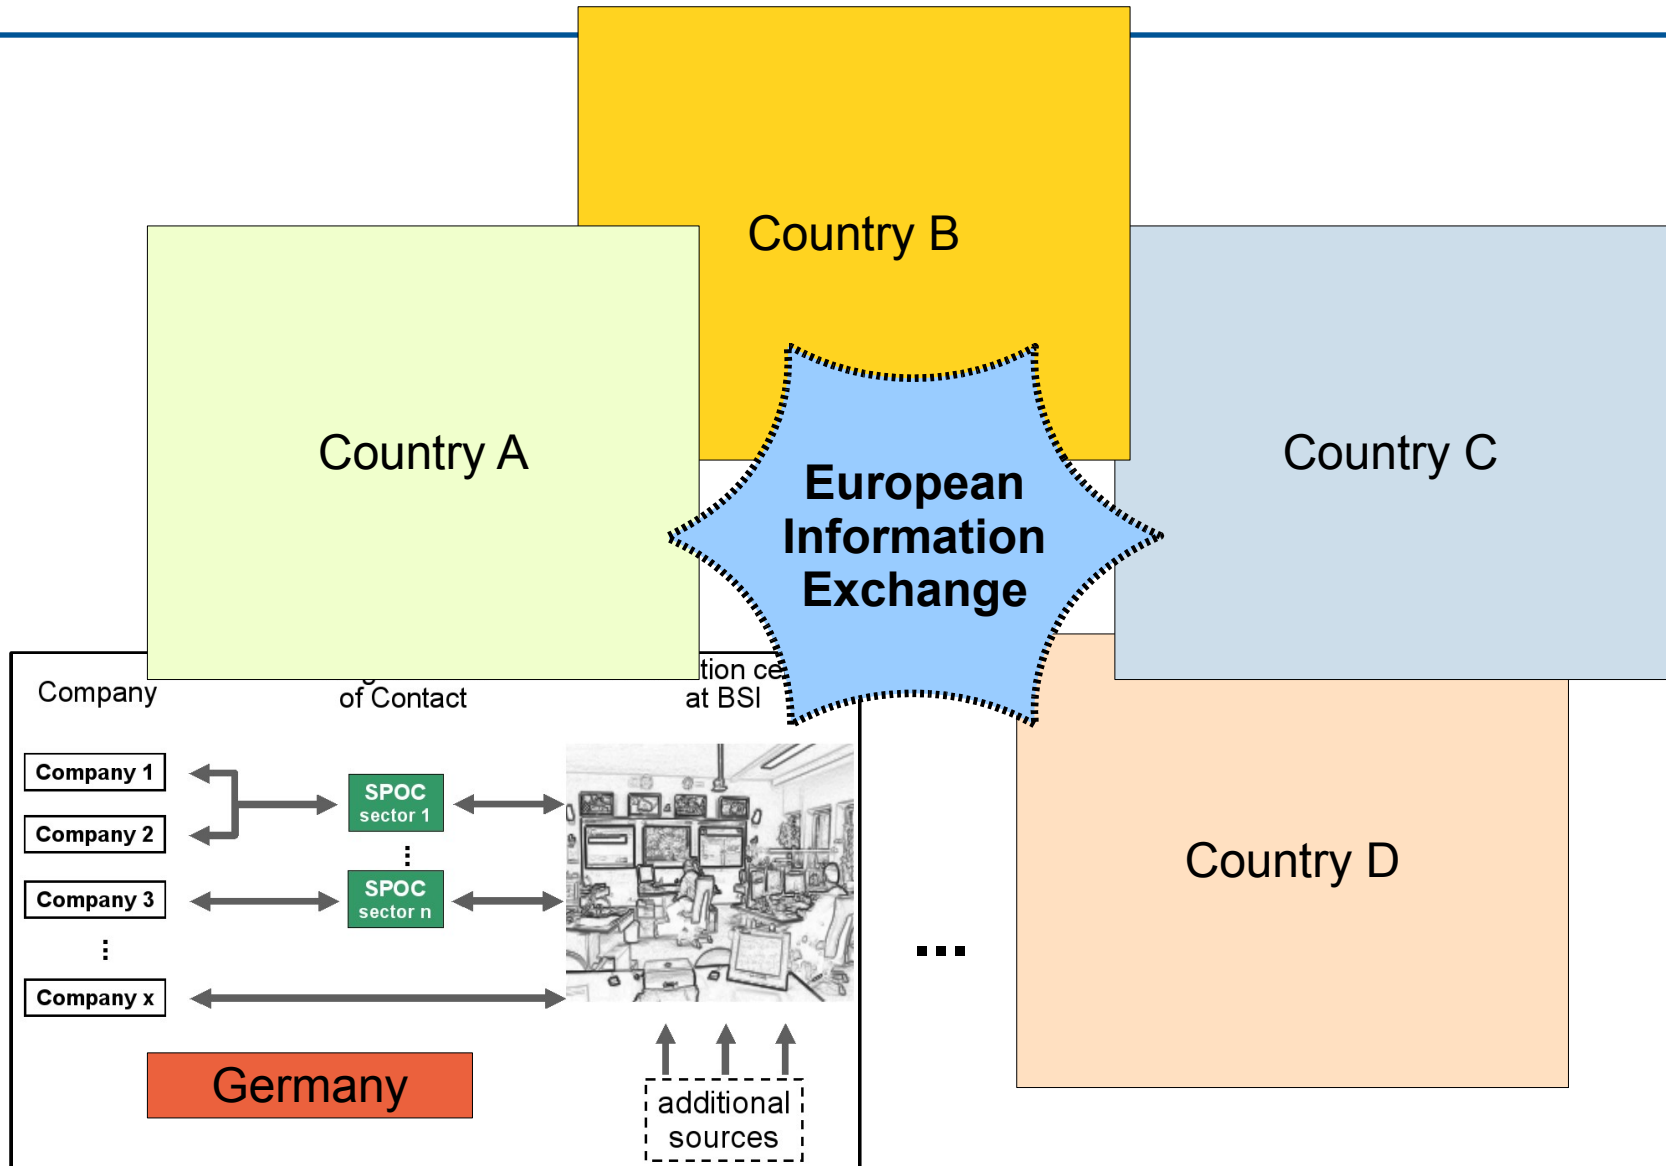 Country B
Country A
Country C
European
Information
Exchange
Company
of Contact
tion ce
at BSI
Company 1
Company 2
Company 3
⋮
Company x
SPOC
sector 1
⋮
SPOC
sector n
Country D
...
Germany
additional
sources